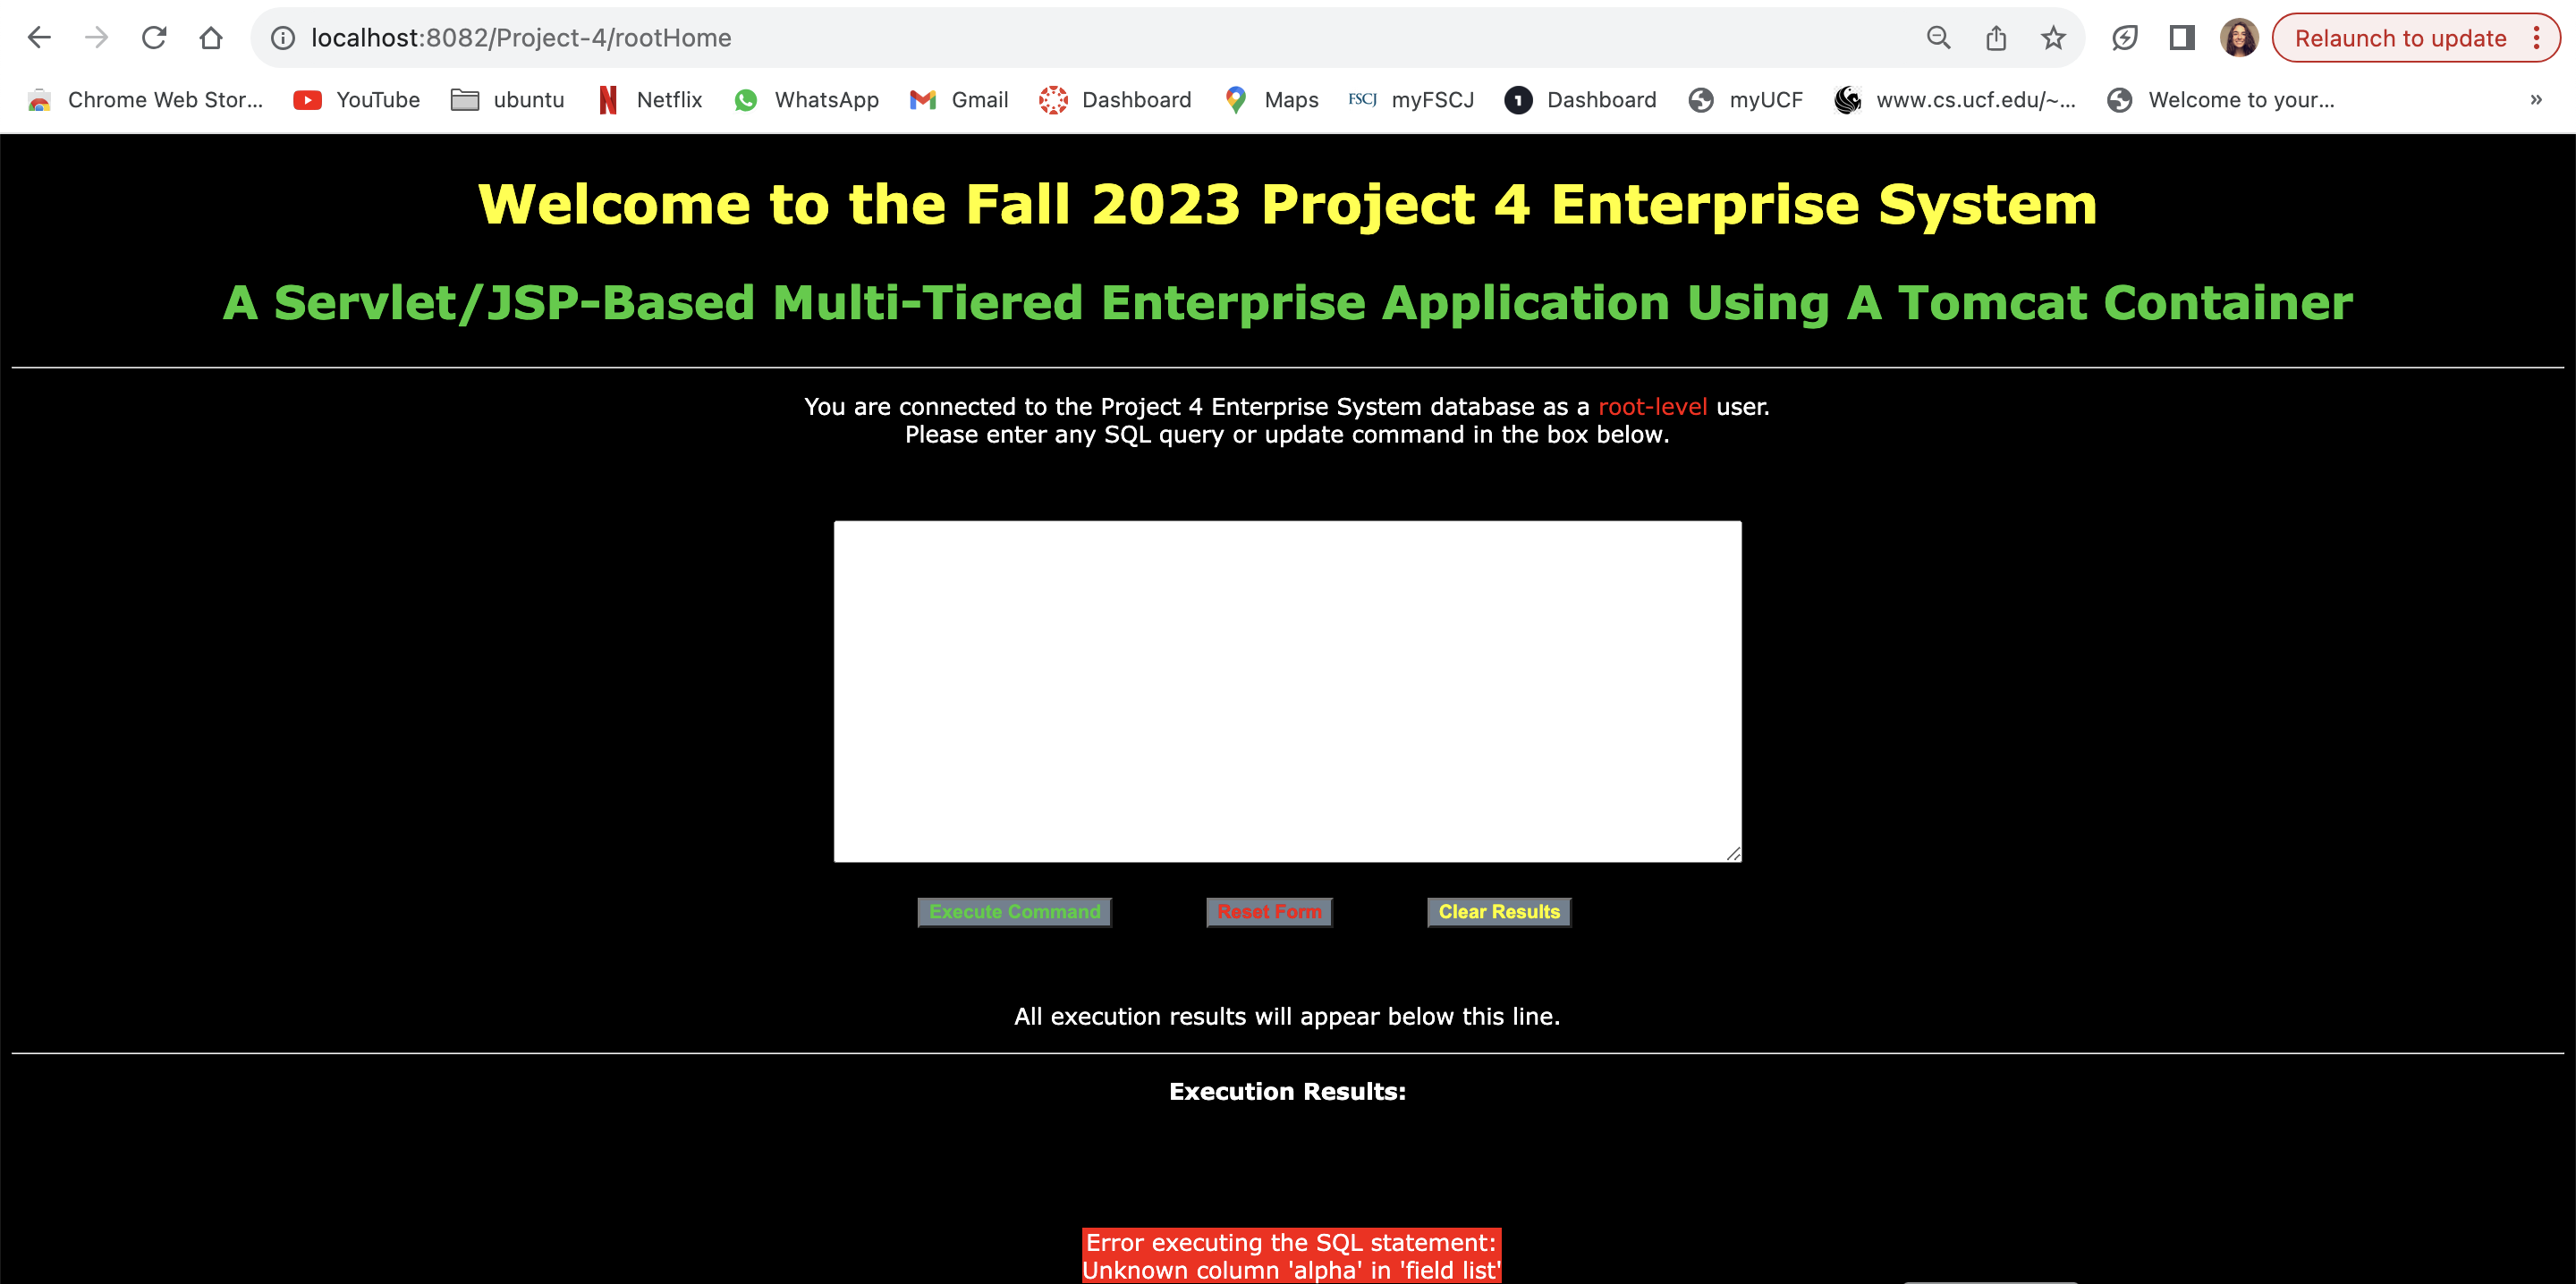 localhost:8082/Project-4/rootHome
Relaunch to update
Chrome Web Stor... YouTube ubuntu Netflix WhatsApp Gmail Dashboard Maps FSCJ myFSCJ 1 Dashboard myUCF www.cs.ucf.edu/~... Welcome to your... »
Welcome to the Fall 2023 Project 4 Enterprise System
A Servlet/JSP-Based Multi-Tiered Enterprise Application Using A Tomcat Container
You are connected to the Project 4 Enterprise System database as a root-level user.
Please enter any SQL query or update command in the box below.
Execute Command Reset Form Clear Results
All execution results will appear below this line.
Execution Results:
Error executing the SQL statement:
Unknown column 'alpha' in 'field list'